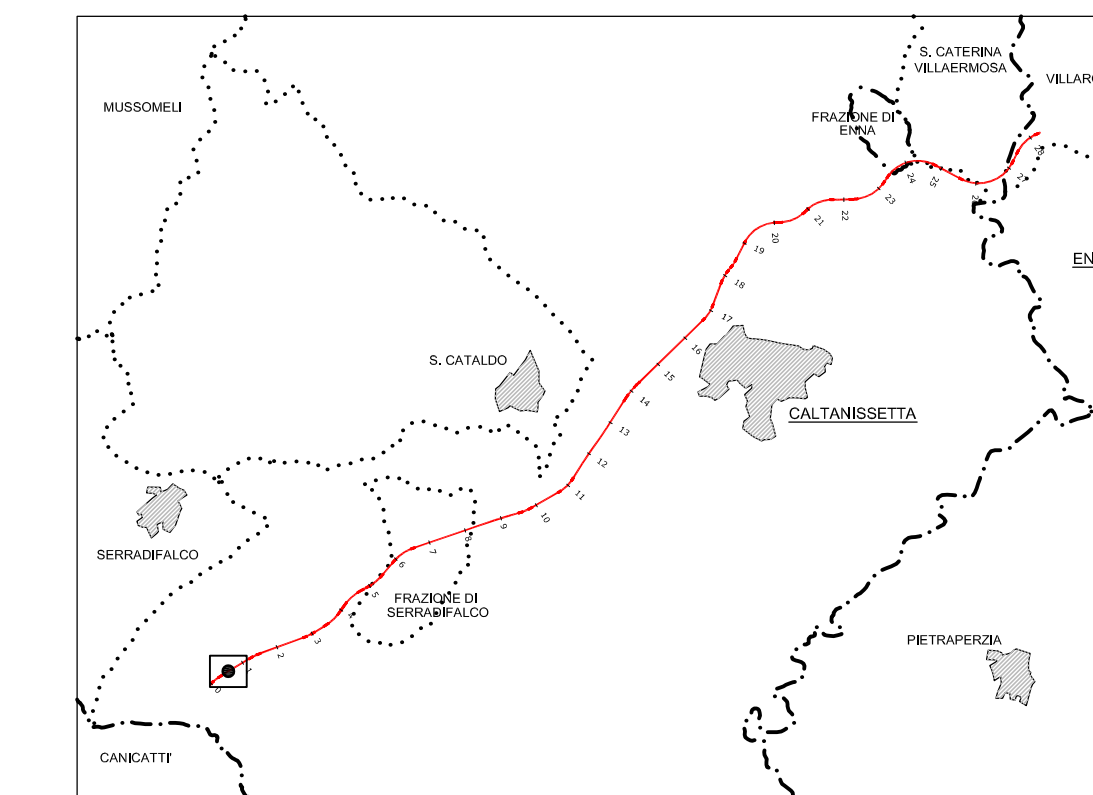 S. CATERINA
VILLAERMOSA
MUSSOMELI
FRAZIONE DI
ENNA
S. CATALDO
CALTANISSETTA
SERRADIFALCO
FRAZIONE DI
SERRADIFALCO
PIETRAPERZIA
CANICATTI'
0
1
2
3
4
5
6
7
8
9
10
11
12
13
14
15
16
17
18
19
20
21
22
23
24
25
27
28